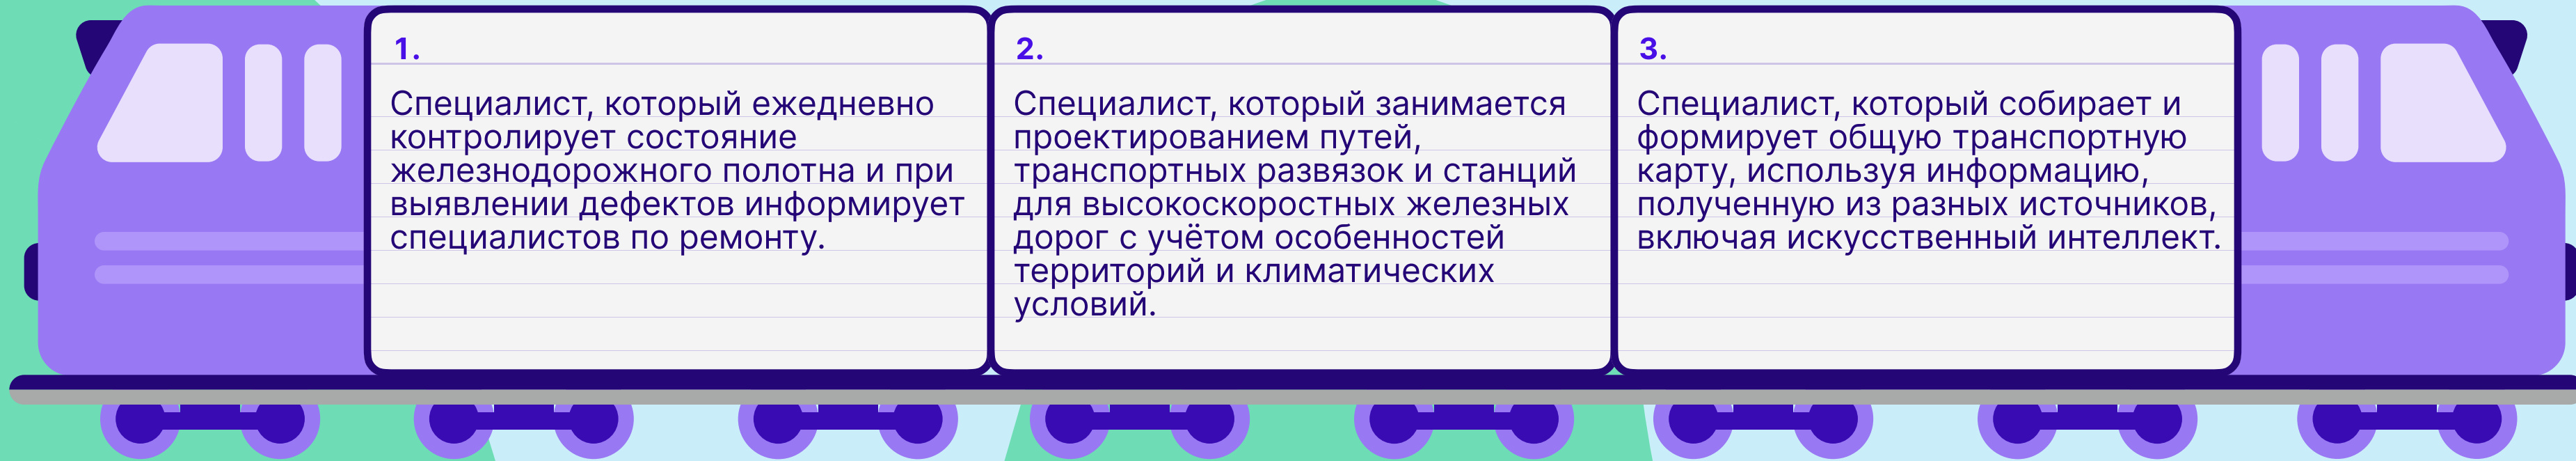 1.
Специалист, который ежедневно
контролирует состояние
железнодорожного полотна и при
выявлении дефектов информирует
специалистов по ремонту.
2.
Специалист, который занимается
проектированием путей,
транспортных развязок и станций
для высокоскоростных железных
дорог с учётом особенностей
территорий и климатических
условий.
3.
Специалист, который собирает и
формирует общую транспортную
карту, используя информацию,
полученную из разных источников,
включая искусственный интеллект.